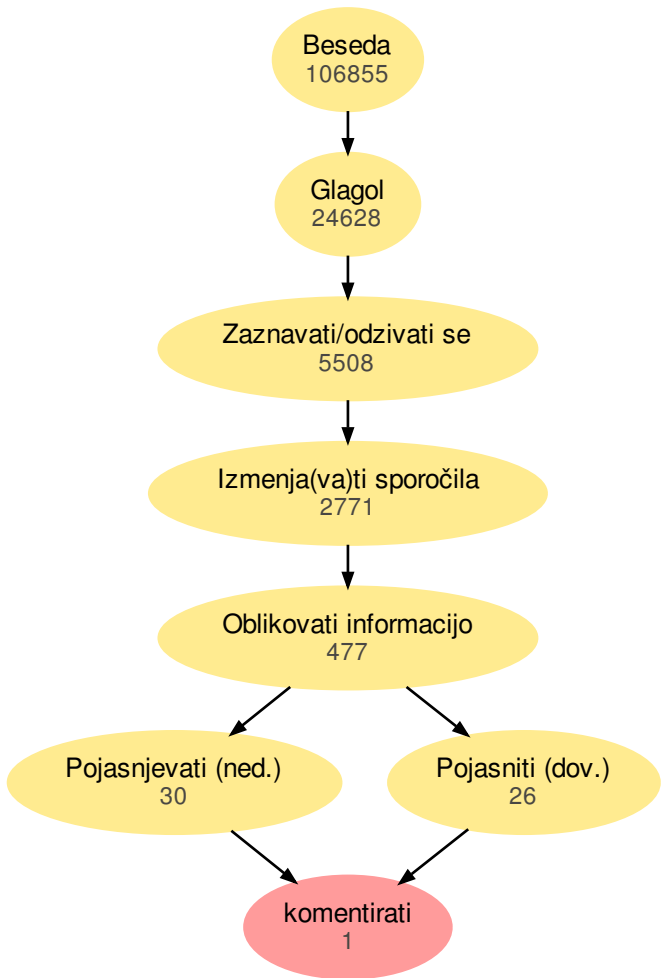 Beseda
106855
Glagol
24628
Zaznavati/odzivati se
5508
Izmenja(va)ti sporočila
2771
Oblikovati informacijo
477
Pojasnjevati (ned.)
30
Pojasniti (dov.)
26
komentirati
1